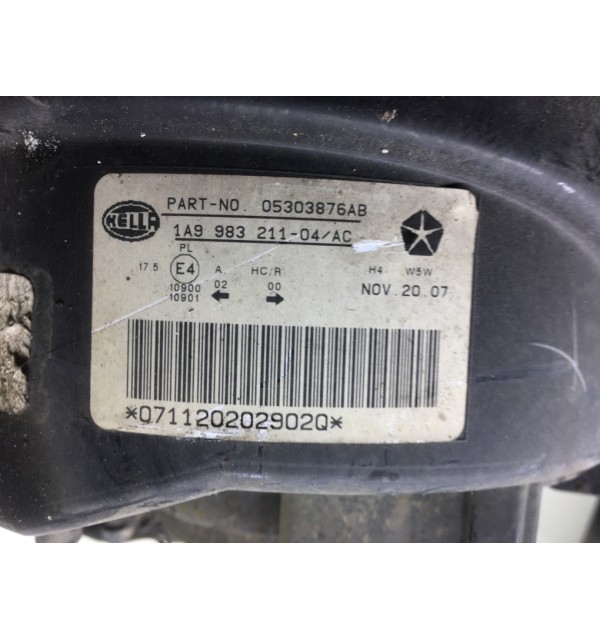 HELLA
PART-NO. 05303876AB
1A9 983 211-04/AC
PL
17.5 E4 A HC/R H4 W5W
10900 02 00 NOV.20.07
10901
*071120202902Q*